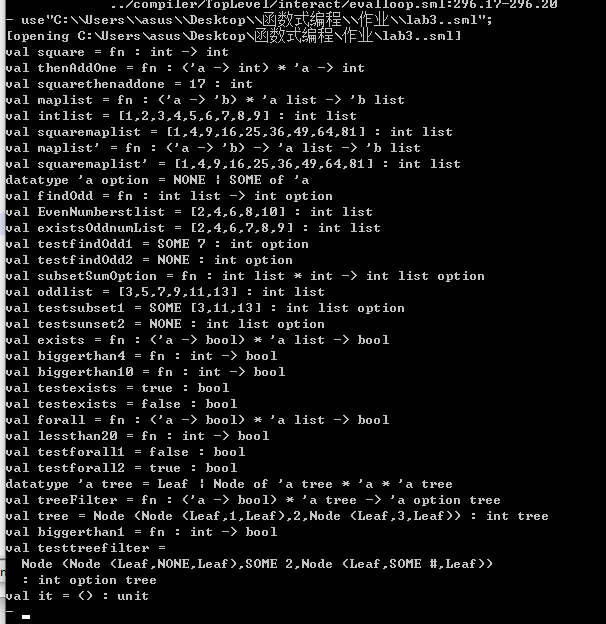 ../compiler/TopLevel/interact/evalloop.sml:296.17-296.20
- use"C:\\Users\\asus\\Desktop\\函数式编程\\作业\\lab3..sml";
[opening C:\Users\asus\Desktop\函数式编程\作业\lab3..sml]
val square = fn : int -> int
val thenAddOne = fn : ('a -> int) * 'a -> int
val squarethenaddone = 17 : int
val maplist = fn : ('a -> 'b) * 'a list -> 'b list
val intlist = [1,2,3,4,5,6,7,8,9] : int list
val squaremaplist = [1,4,9,16,25,36,49,64,81] : int list
val maplist' = fn : ('a -> 'b) -> 'a list -> 'b list
val squaremaplist' = [1,4,9,16,25,36,49,64,81] : int list
datatype 'a option = NONE | SOME of 'a
val findOdd = fn : int list -> int option
val EvenNumberstlist = [2,4,6,8,10] : int list
val existsOddnumList = [2,4,6,7,8,9] : int list
val testfindOdd1 = SOME 7 : int option
val testfindOdd2 = NONE : int option
val subsetSumOption = fn : int list * int -> int list option
val oddlist = [3,5,7,9,11,13] : int list
val testsubset1 = SOME [3,11,13] : int list option
val testsunset2 = NONE : int list option
val exists = fn : ('a -> bool) * 'a list -> bool
val biggerthan4 = fn : int -> bool
val biggerthan10 = fn : int -> bool
val testexists = true : bool
val testexists = false : bool
val forall = fn : ('a -> bool) * 'a list -> bool
val lessthan20 = fn : int -> bool
val testforall1 = false : bool
val testforall2 = true : bool
datatype 'a tree = Leaf | Node of 'a tree * 'a * 'a tree
val treeFilter = fn : ('a -> bool) * 'a tree -> 'a option tree
val tree = Node (Node (Leaf,1,Leaf),2,Node (Leaf,3,Leaf)) : int tree
val biggerthan1 = fn : int -> bool
val testtreefilter =
  Node (Node (Leaf,NONE,Leaf),SOME 2,Node (Leaf,SOME #,Leaf))
  : int option tree
val it = () : unit
-